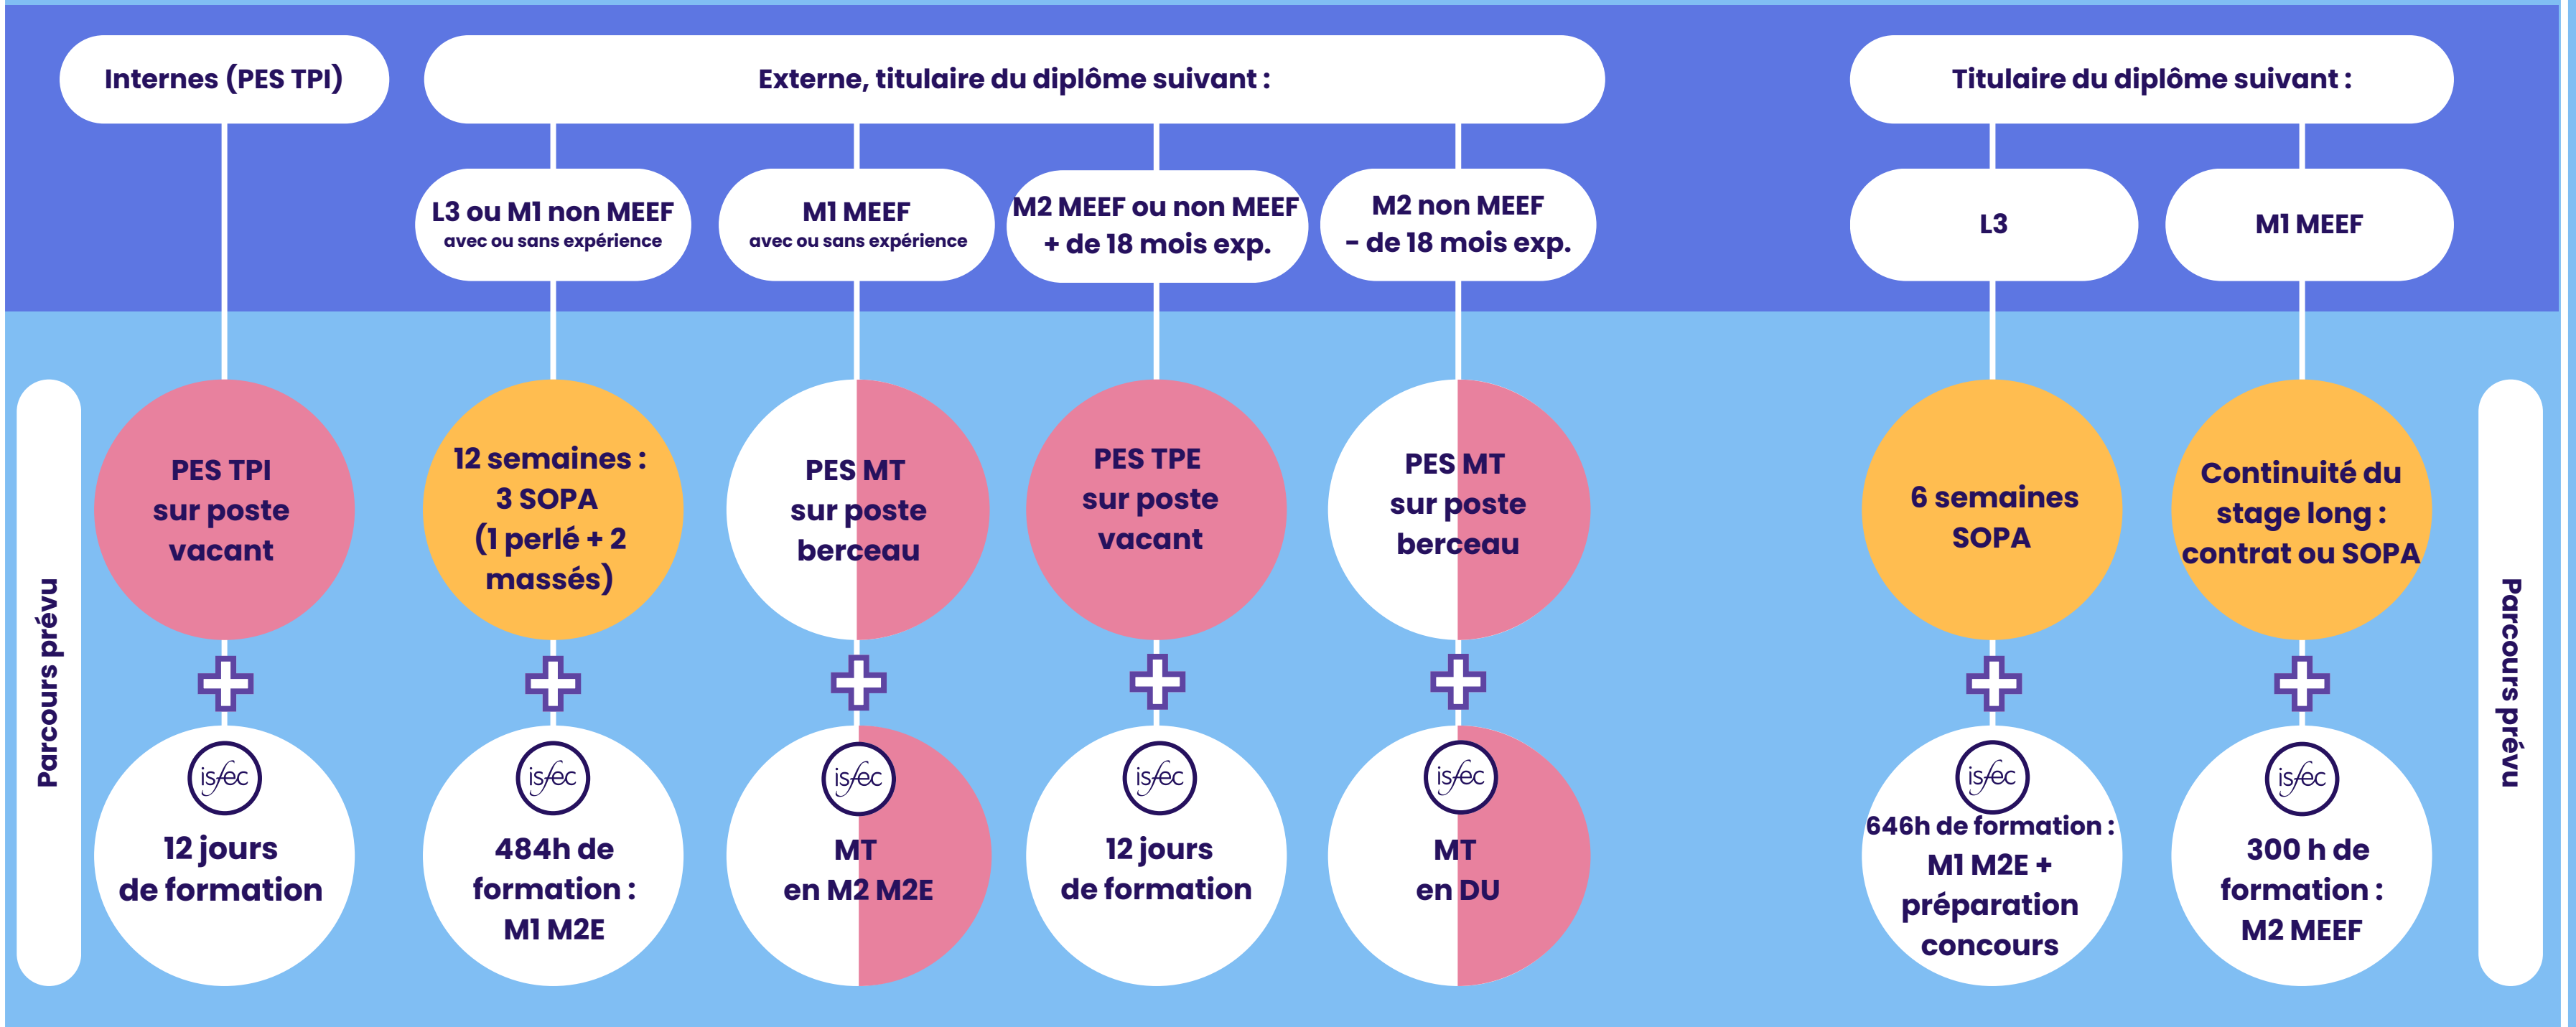 Internes (PES TPI)
Externe, titulaire du diplôme suivant :
Titulaire du diplôme suivant :
L3 ou M1 non MEEF
avec ou sans expérience
M1 MEEF
avec ou sans expérience
M2 MEEF ou non MEEF
+ de 18 mois exp.
M2 non MEEF
- de 18 mois exp.
L3
M1 MEEF
Parcours prévu
PES TPI
sur poste
vacant
12 semaines :
3 SOPA
(1 perlé + 2
massés)
PES MT
sur poste
berceau
PES TPE
sur poste
vacant
PES MT
sur poste
berceau
6 semaines
SOPA
Continuité du
stage long :
contrat ou SOPA
Parcours prévu
isfec
12 jours
de formation
isfec
484h de
formation :
M1 M2E
isfec
MT
en M2 M2E
isfec
12 jours
de formation
isfec
MT
en DU
isfec
646h de formation :
M1 M2E +
préparation
concours
isfec
300 h de
formation :
M2 MEEF